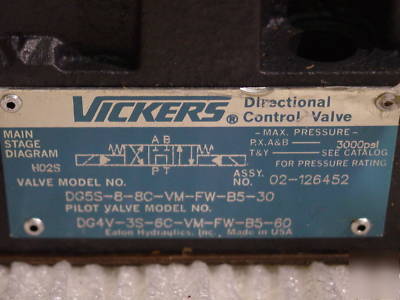 VICKERS® Directional Control Valve
MAIN STAGE DIAGRAM
H02S
A B
P T
— MAX. PRESSURE —
P,X,A&B —— 3000psi
T&Y — SEE CATALOG
FOR PRESSURE RATING
VALVE MODEL NO.
ASSY. NO. 02-126452
DG5S-8-8C-VM-FW-B5-30
PILOT VALVE MODEL NO.
DG4V-3S-6C-VM-FW-B5-60
Eaton Hydraulics, Inc., Made in USA